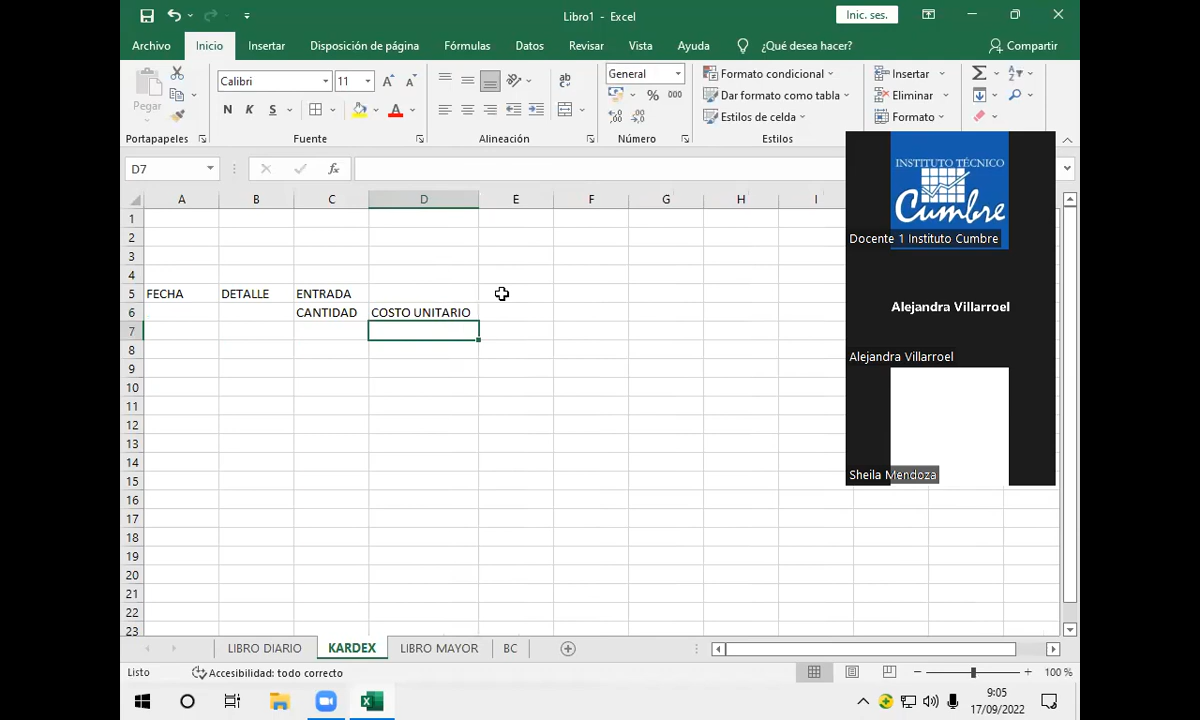 Libro1 - Excel
Inic. ses.
Archivo Inicio Insertar Disposición de página Fórmulas Datos Revisar Vista Ayuda ¿Qué desea hacer? Compartir
Pegar
Calibri 11
N K S
General
% 000
Formato condicional
Dar formato como tabla
Estilos de celda
Insertar
Eliminar
Formato
Portapapeles Fuente Alineación Número Estilos
D7 fx
A B C D E F G H I
1
2
3
4
5 FECHA DETALLE ENTRADA
6 CANTIDAD COSTO UNITARIO
7
8
9
10
11
12
13
14
15
16
17
18
19
20
21
22
23
INSTITUTO TÉCNICO
Cumbre
Docente 1 Instituto Cumbre
Alejandra Villarroel
Alejandra Villarroel
Sheila Mendoza
LIBRO DIARIO KARDEX LIBRO MAYOR BC
Listo Accesibilidad: todo correcto 100 %
9:05
17/09/2022